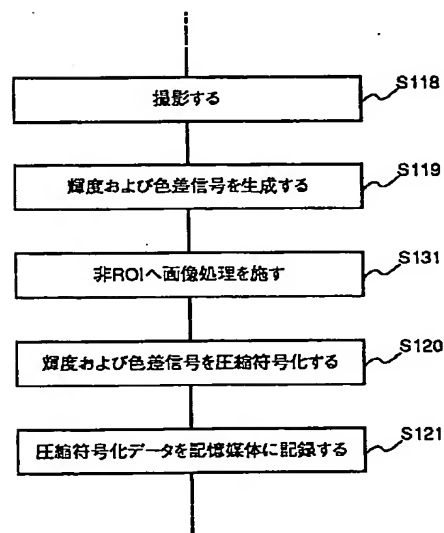 撮影する
S118
輝度および色差信号を生成する
S119
非ROIへ画像処理を施す
S131
輝度および色差信号を圧縮符号化する
S120
圧縮符号化データを記憶媒体に記録する
S121